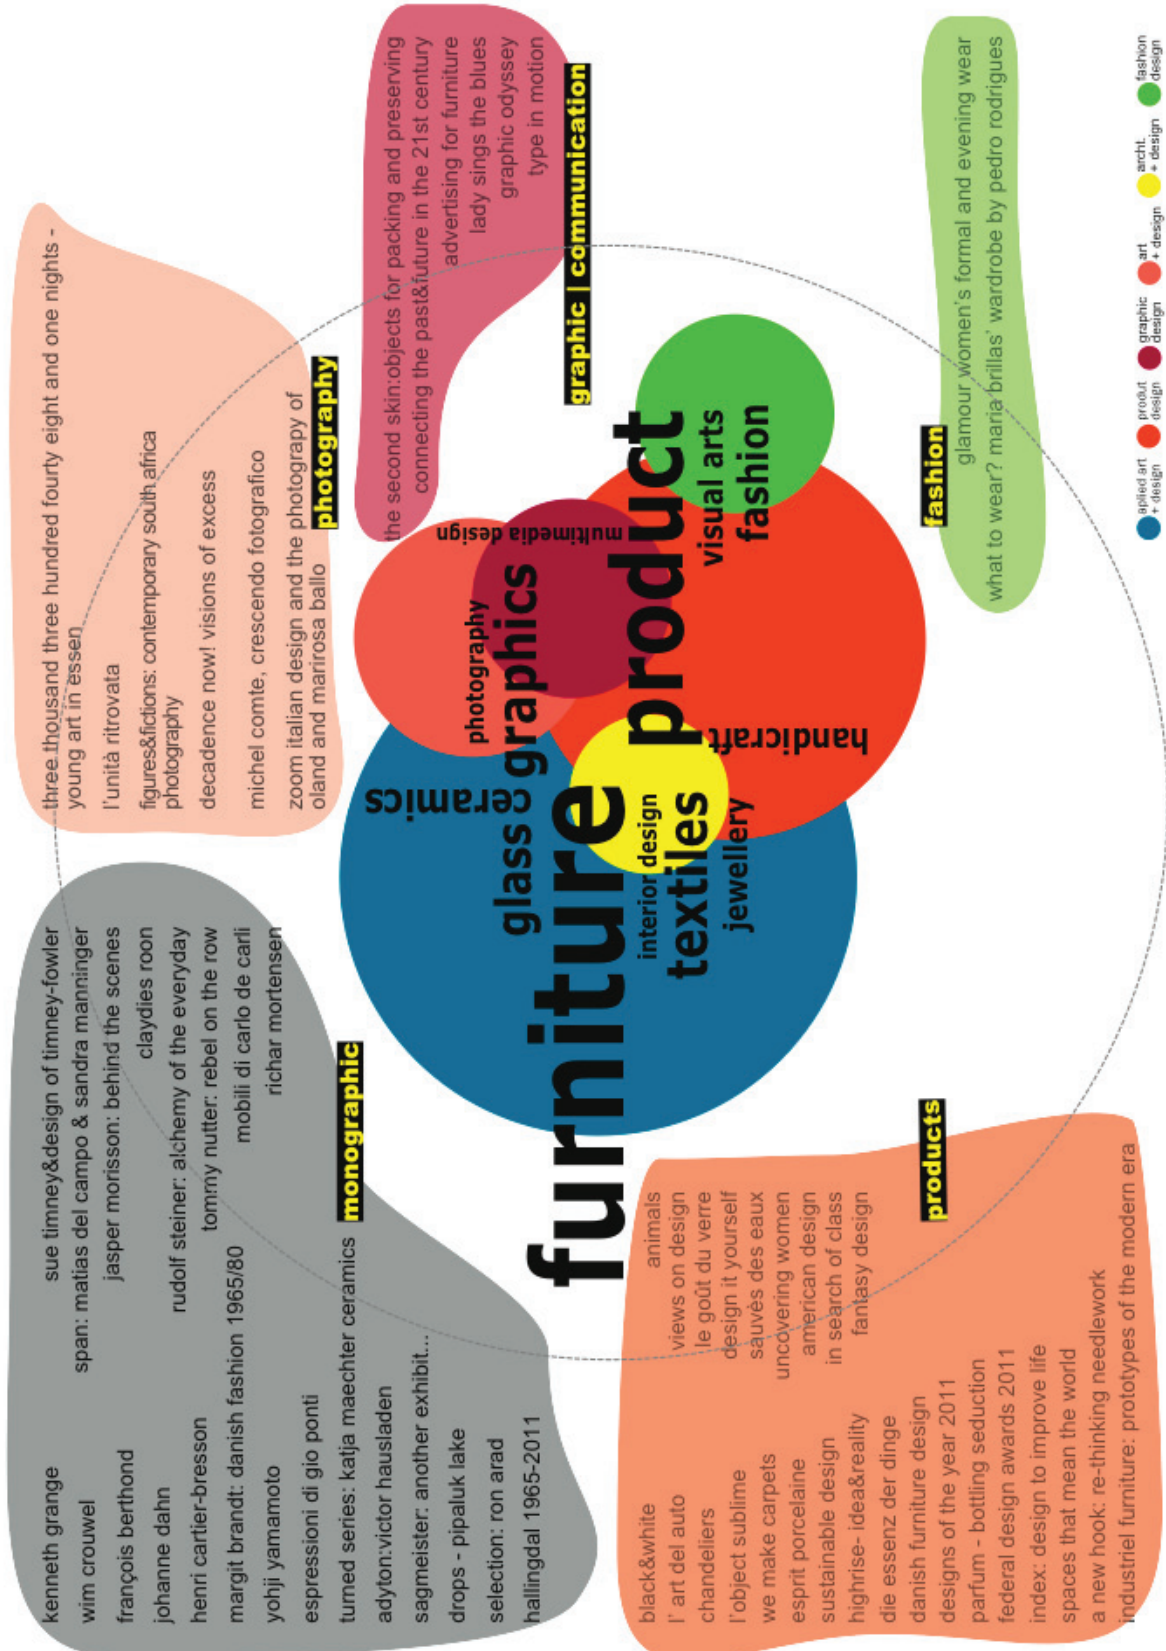 kenneth grange
wim crouwel
françois berthond
johanne dahn
henri cartier-bresson
margit brandt: danish fashion 1965/80
yohji yamamoto
espressioni di gio ponti
turned series: katja maechter ceramics
adyton:victor hausladen
sagmeister: another exhibit...
drops - pipaluk lake
selection: ron arad
hallingdal 1965-2011
sue timney&design of timney-fowler
span: matias del campo & sandra manninger
jasper morisson: behind the scenes
claydies roon
rudolf steiner: alchemy of the everyday
tommy nutter: rebel on the row
mobili di carlo de carli
richar mortensen
monographic
three thousand three hundred fourty eight and one nights -
young art in essen
l'unità ritrovata
figures&fictions: contemporary south africa
photography
decadence now! visions of excess
michel comte, crescendo fotografico
zoom italian design and the photograpy of
oland and marirosa ballo
photography
the second skin:objects for packing and preserving
connecting the past&future in the 21st century
advertising for furniture
lady sings the blues
graphic odyssey
type in motion
graphic | communication
ceramics
glass
furniture
interior design
textiles
jewellery
photography
graphics
multimedia design
product
handicraft
visual arts
fashion
black&white
l' art del auto
chandeliers
l'object sublime
we make carpets
esprit porcelaine
sustainable design
highrise- idea&reality
die essenz der dinge
danish furniture design
designs of the year 2011
parfum - bottling seduction
federal design awards 2011
index: design to improve life
spaces that mean the world
a new hook: re-thinking needlework
industriel furniture: prototypes of the modern era
animals
views on design
le goût du verre
design it yourself
sauvès des eaux
uncovering women
american design
in search of class
fantasy design
products
fashion
glamour women's formal and evening wear
what to wear? maria brillas' wardrobe by pedro rodrigues
aplied art
+ design
produt
design
graphic
design
art
+ design
archt.
+ design
fashion
design